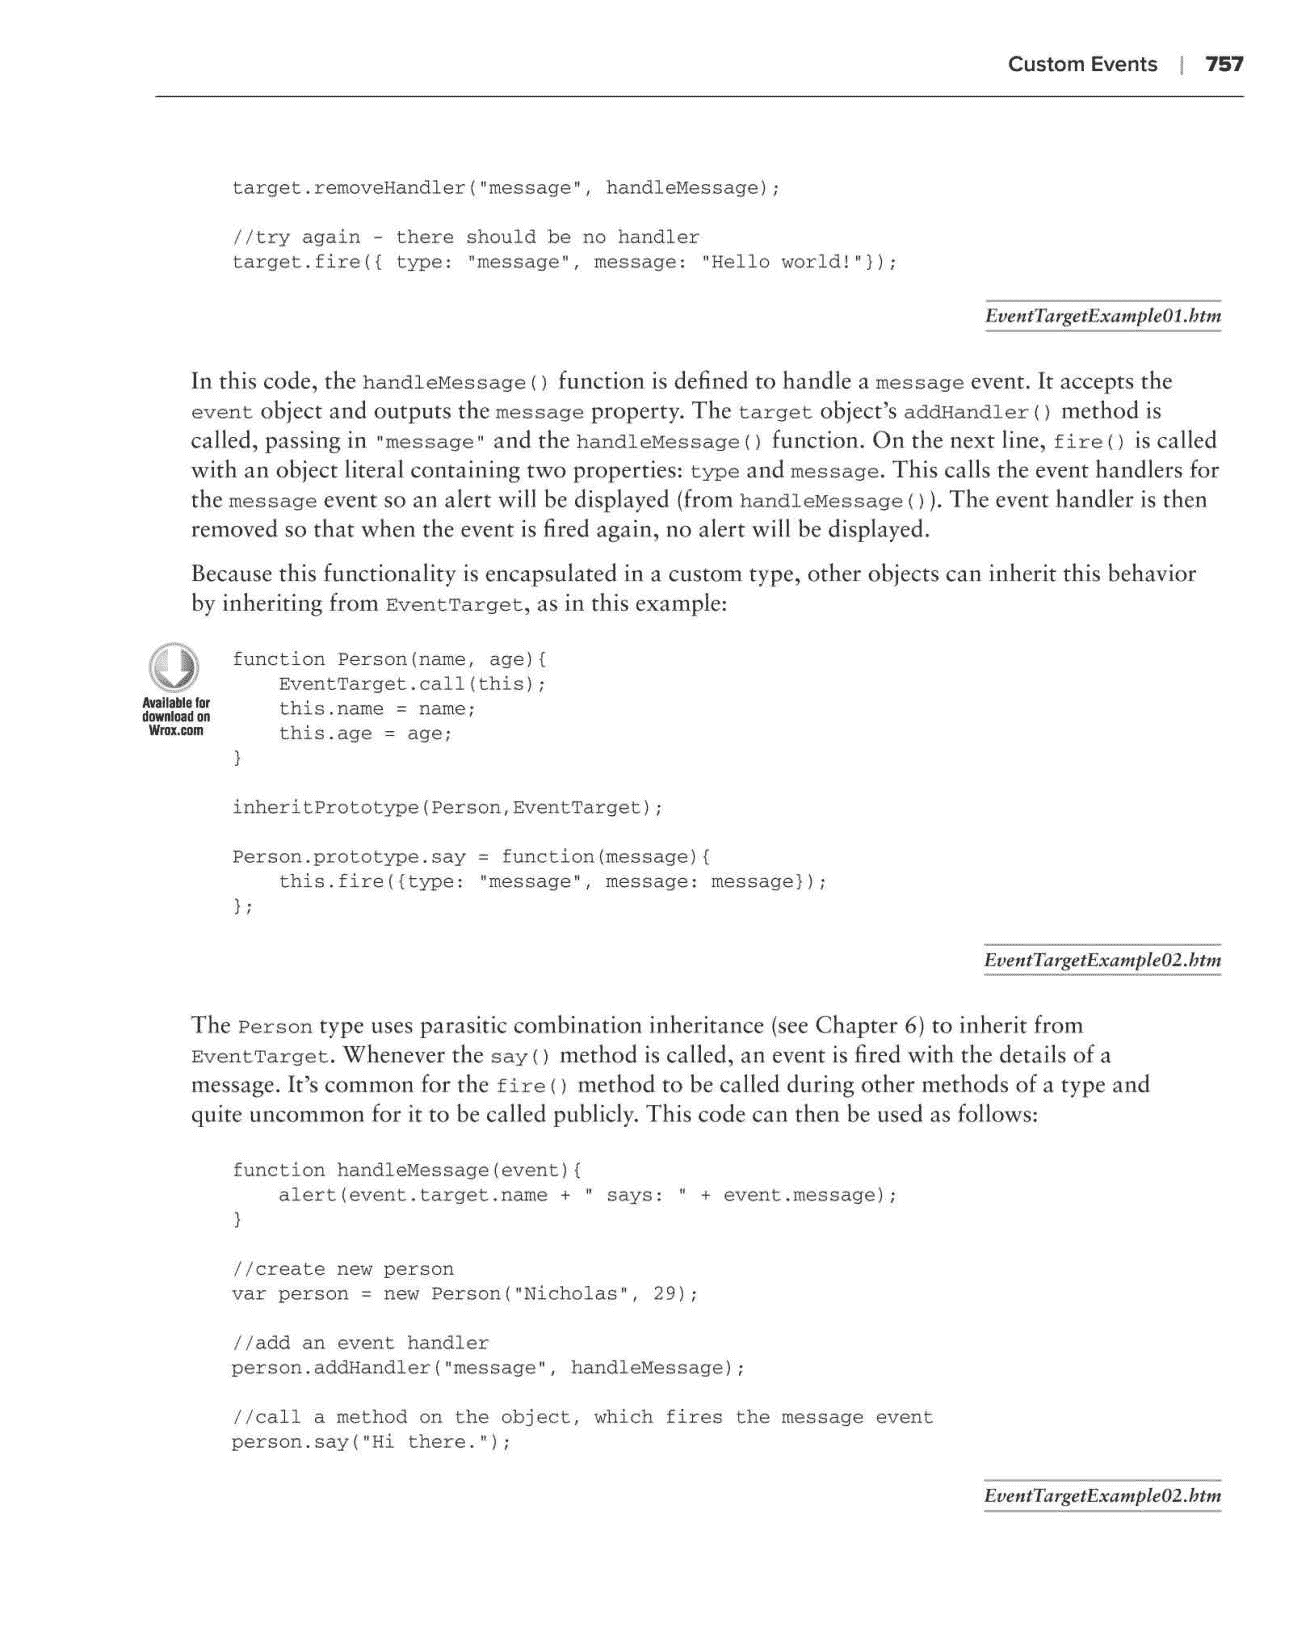 Custom Events | 757
target.removeHandler("message", handleMessage);
//try again - there should be no handler
target.fire({ type: "message", message: "Hello world!"});
EventTargetExample01.htm
In this code, the handleMessage() function is defined to handle a message event. It accepts the
event object and outputs the message property. The target object’s addHandler() method is
called, passing in "message" and the handleMessage() function. On the next line, fire() is called
with an object literal containing two properties: type and message. This calls the event handlers for
the message event so an alert will be displayed (from handleMessage()). The event handler is then
removed so that when the event is fired again, no alert will be displayed.
Because this functionality is encapsulated in a custom type, other objects can inherit this behavior
by inheriting from EventTarget, as in this example:
Available for
download on
Wrox.com
function Person(name, age){
    EventTarget.call(this);
    this.name = name;
    this.age = age;
}
inheritPrototype(Person,EventTarget);
Person.prototype.say = function(message){
    this.fire({type: "message", message: message});
};
EventTargetExample02.htm
The Person type uses parasitic combination inheritance (see Chapter 6) to inherit from
EventTarget. Whenever the say() method is called, an event is fired with the details of a
message. It’s common for the fire() method to be called during other methods of a type and
quite uncommon for it to be called publicly. This code can then be used as follows:
function handleMessage(event){
    alert(event.target.name + " says: " + event.message);
}
//create new person
var person = new Person("Nicholas", 29);
//add an event handler
person.addHandler("message", handleMessage);
//call a method on the object, which fires the message event
person.say("Hi there.");
EventTargetExample02.htm